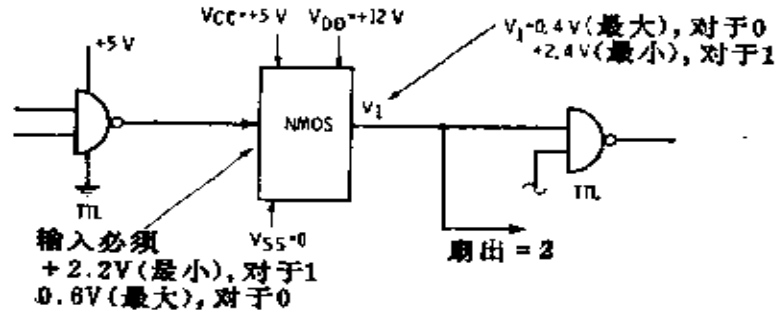 VCC=+5 V
VDD=+12 V
V1=0.4V(最大),对于0
+2.4V(最小),对于1
+5 V
NMOS
V1
TTL
TTL
输入必须
+2.2V(最小),对于1
0.6V(最大),对于0
VSS=0
扇出=2